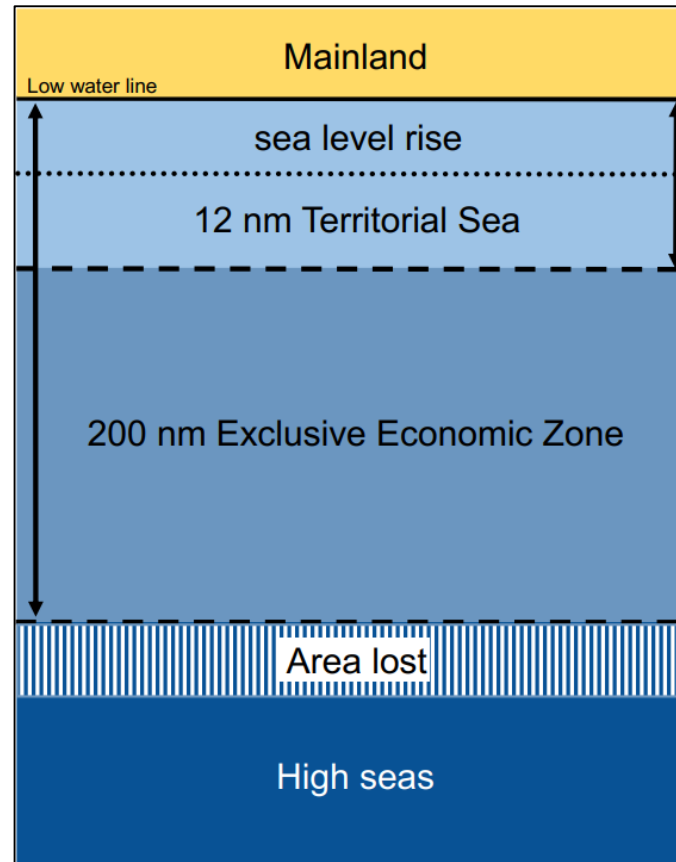 Mainland
Low water line
sea level rise
12 nm Territorial Sea
200 nm Exclusive Economic Zone
Area lost
High seas